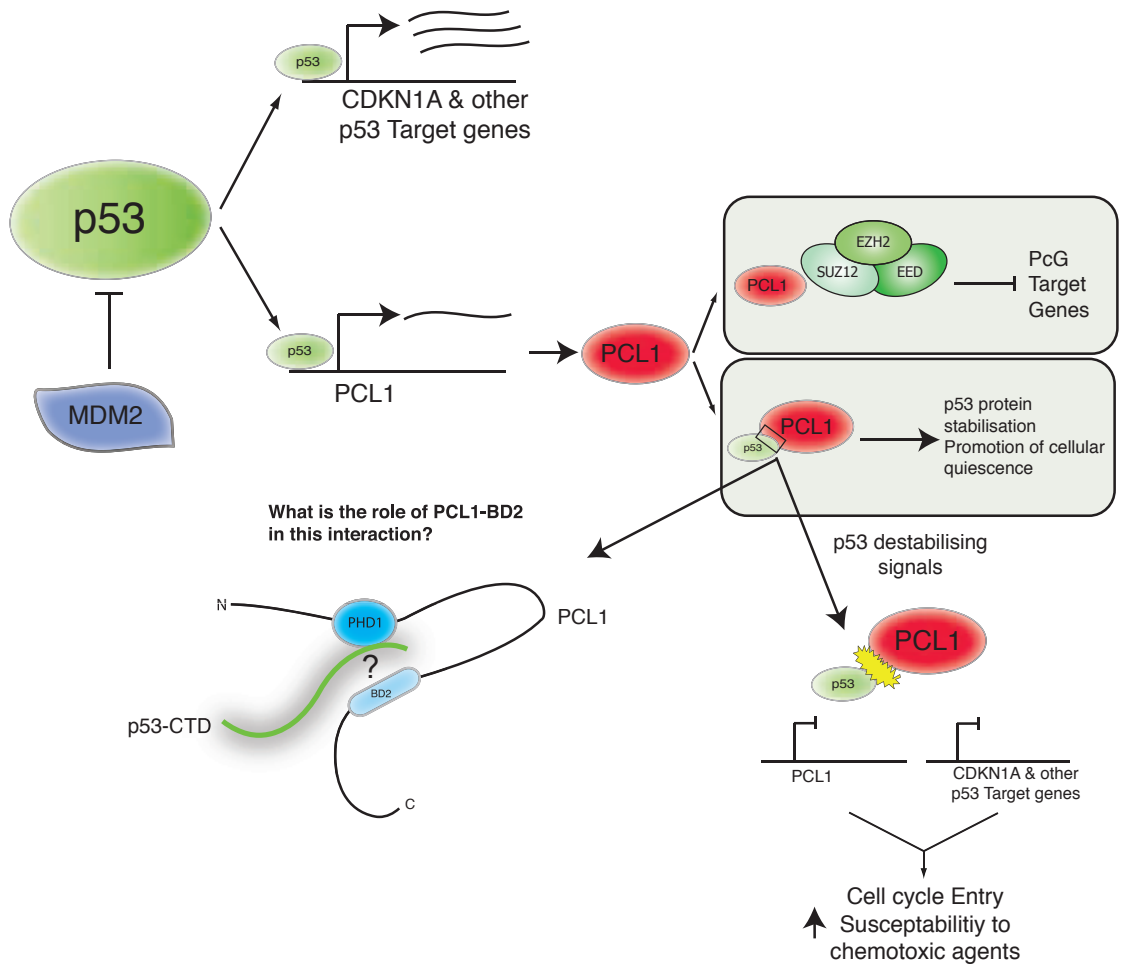 p53
CDKN1A & other
p53 Target genes
p53
MDM2
p53
PCL1
PCL1
PCL1
SUZ12
EZH2
EED
PcG
Target
Genes
p53
PCL1
p53 protein
stabilisation
Promotion of cellular
quiescence
What is the role of PCL1-BD2
in this interaction?
p53 destabilising
signals
N
PHD1
PCL1
?
BD2
p53-CTD
C
PCL1
p53
PCL1
CDKN1A & other
p53 Target genes
Cell cycle Entry
Susceptabilitiy to
chemotoxic agents